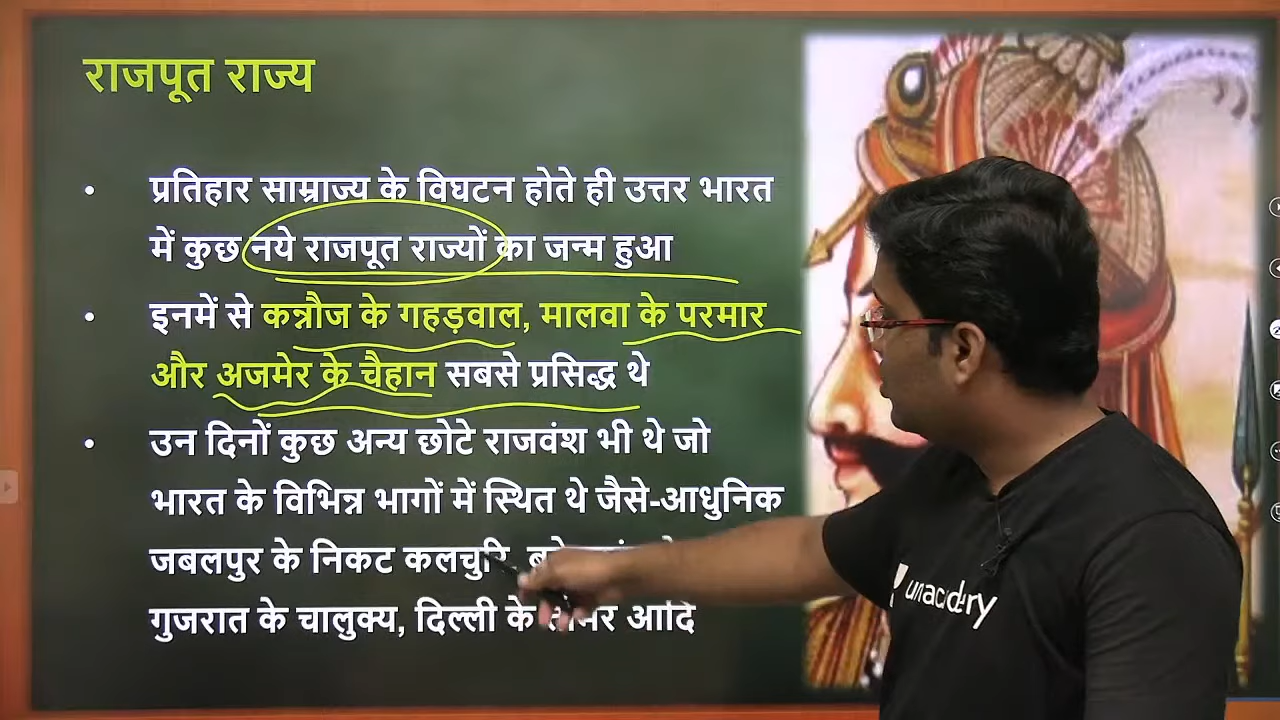 राजपूत राज्य
• प्रतिहार साम्राज्य के विघटन होते ही उत्तर भारत
में कुछ नये राजपूत राज्यों का जन्म हुआ
• इनमें से कन्नौज के गहड़वाल, मालवा के परमार
और अजमेर के चैहान सबसे प्रसिद्ध थे
• उन दिनों कुछ अन्य छोटे राजवंश भी थे जो
भारत के विभिन्न भागों में स्थित थे जैसे-आधुनिक
जबलपुर के निकट कलचुरि,
गुजरात के चालुक्य, दिल्ली के आदि
unacademy